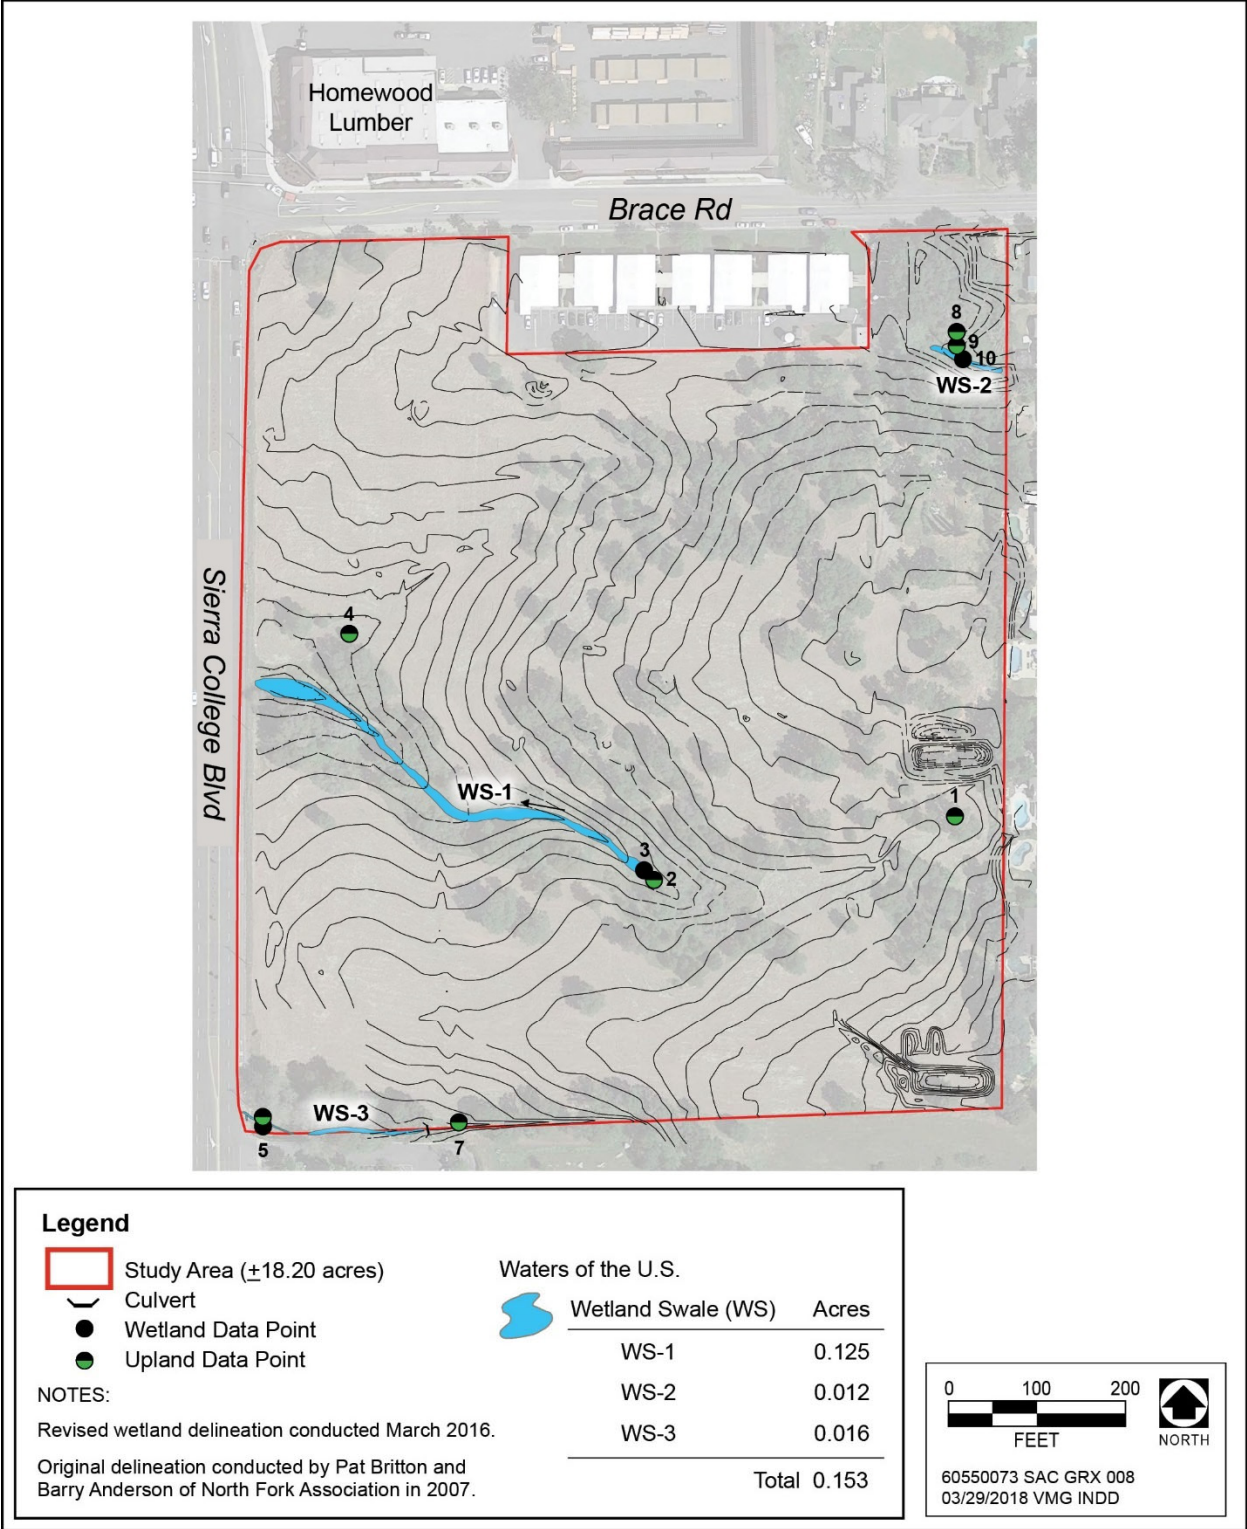 Homewood
Lumber
Brace Rd
8
9
10
WS-2
Sierra College Blvd
4
WS-1
1
3
2
WS-3
5
7
Legend
Study Area (±18.20 acres)
Culvert
Wetland Data Point
Upland Data Point
NOTES:
Revised wetland delineation conducted March 2016.
Original delineation conducted by Pat Britton and
Barry Anderson of North Fork Association in 2007.
Waters of the U.S.
Wetland Swale (WS) Acres
WS-1 0.125
WS-2 0.012
WS-3 0.016
Total 0.153
0 100 200
FEET
NORTH
60550073 SAC GRX 008
03/29/2018 VMG INDD